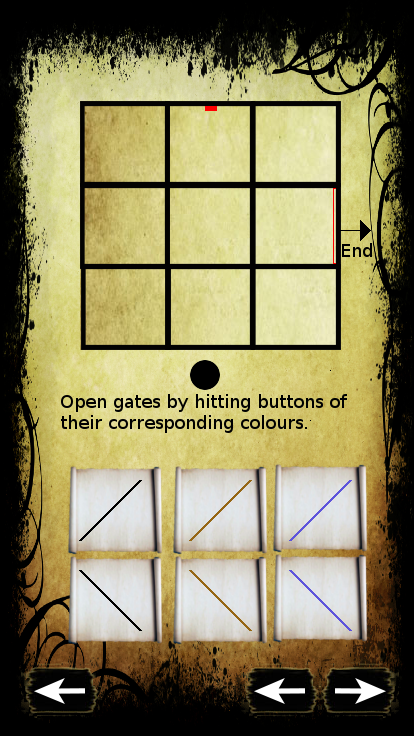 End
Open gates by hitting buttons of
their corresponding colours.